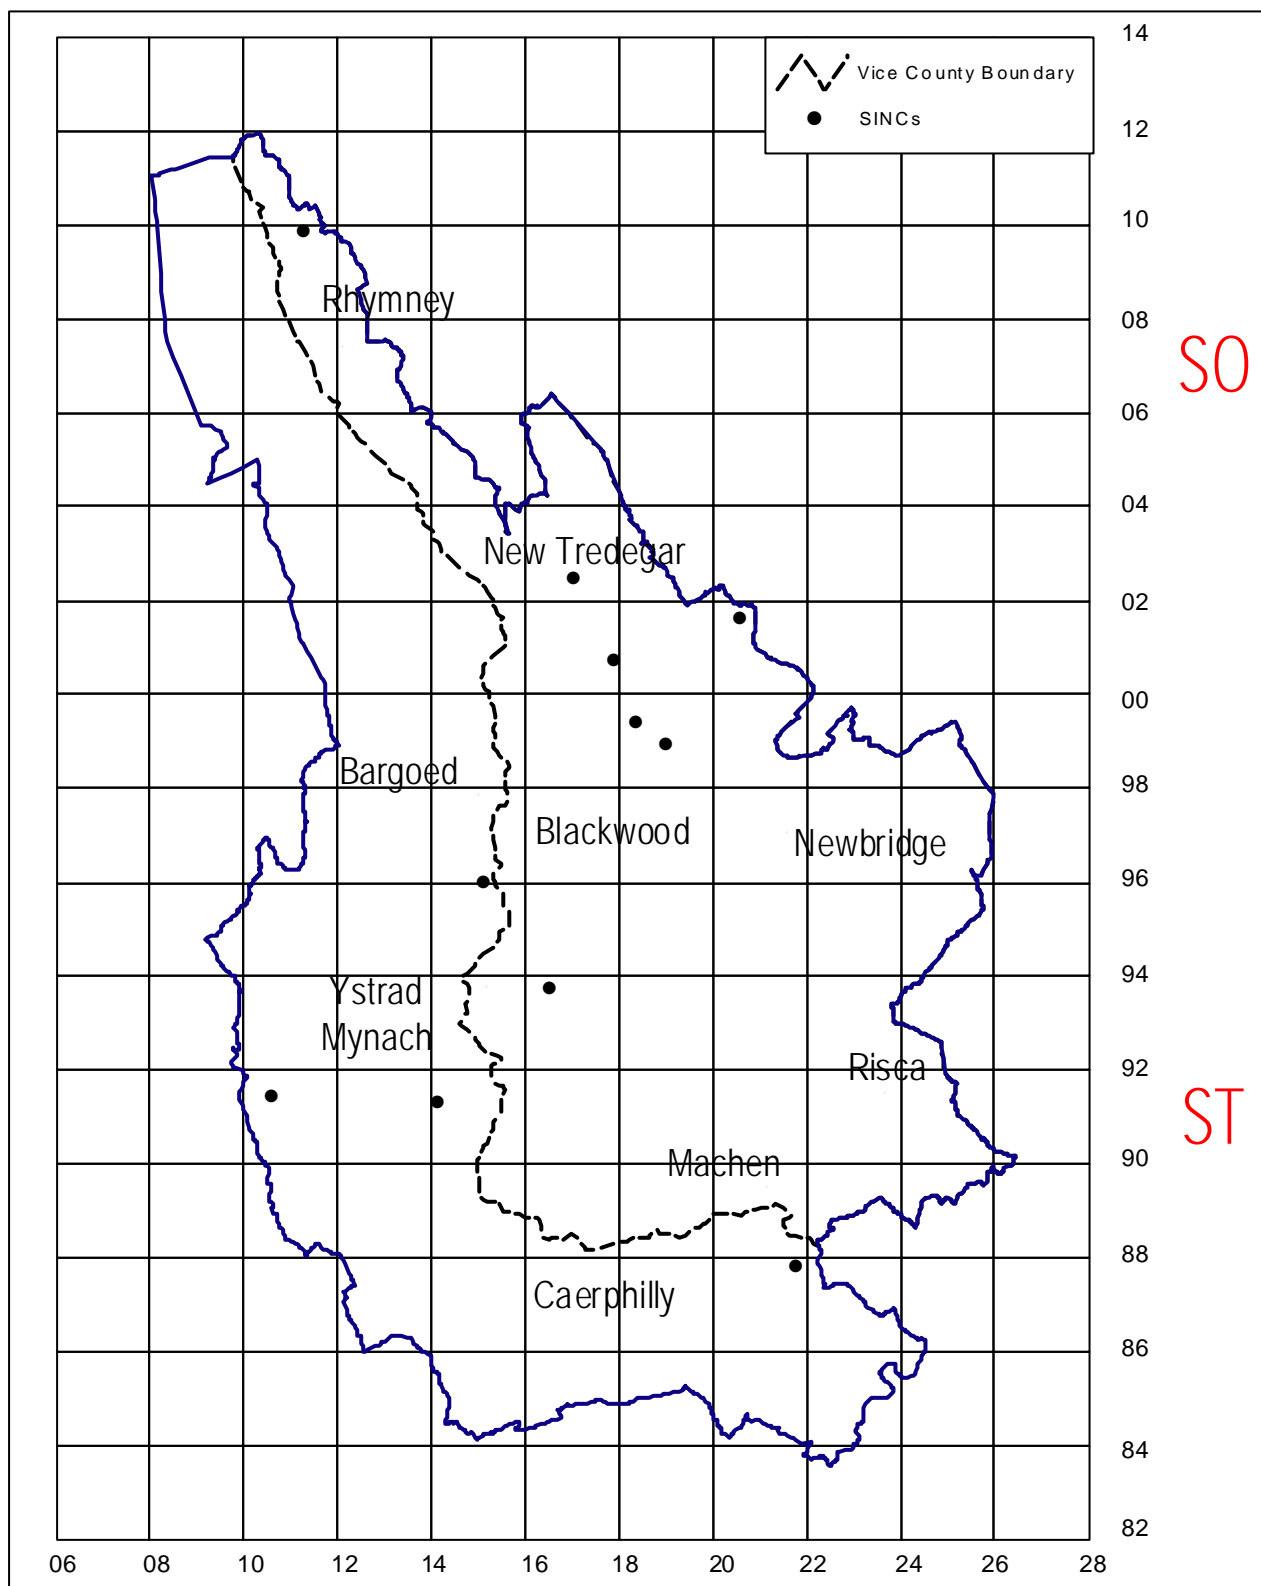 14
Vice County Boundary
SINCs
12
10
Rhymney
08
SO
06
04
New Tredegar
02
00
Bargoed
98
Blackwood
Newbridge
96
94
Ystrad
Mynach
Risca
92
ST
Machen
90
88
Caerphilly
86
84
82
06 08 10 12 14 16 18 20 22 24 26 28